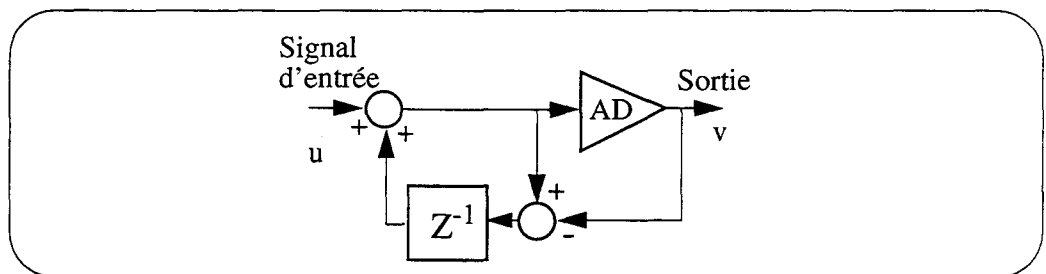 Signal
d'entrée
Sortie
AD
+
+
u
v
+
Z-1
-